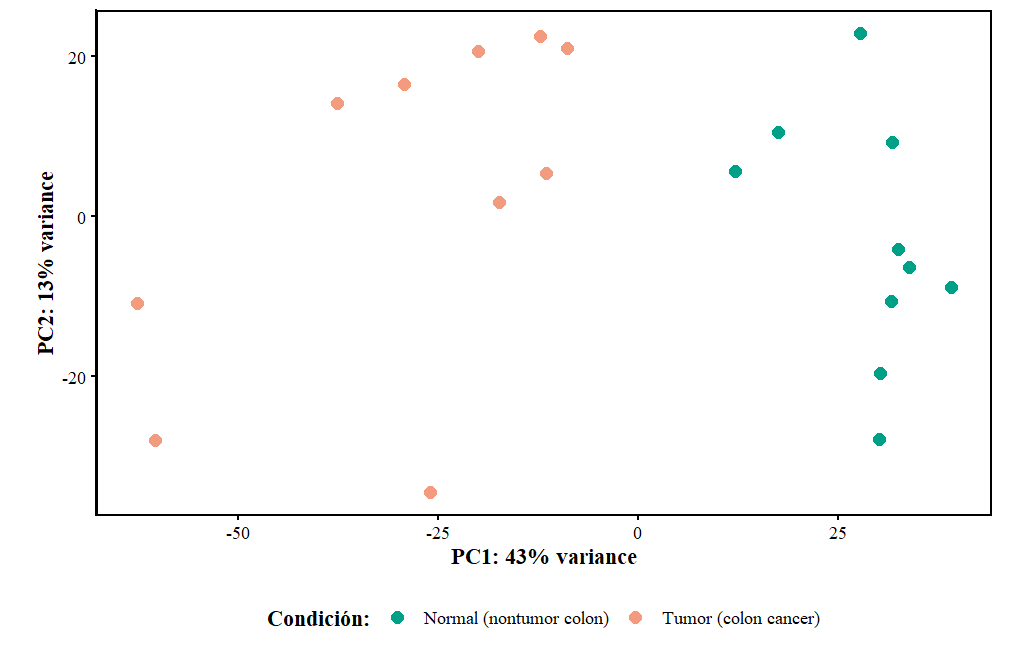 20
0
-20
PC2: 13% variance
-50
-25
0
25
PC1: 43% variance
Condición: Normal (nontumor colon) Tumor (colon cancer)